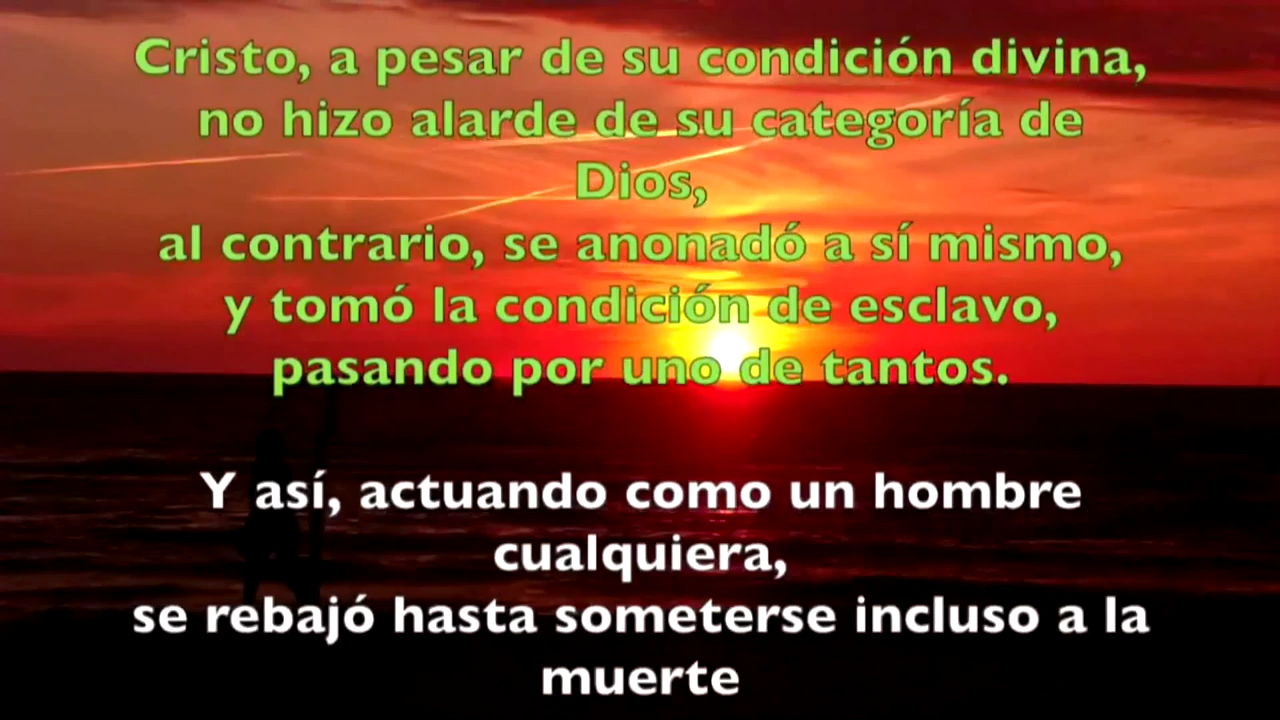 Cristo, a pesar de su condición divina,
no hizo alarde de su categoría de
Dios,
al contrario, se anonadó a sí mismo,
y tomó la condición de esclavo,
pasando por uno de tantos.
Y así, actuando como un hombre
cualquiera,
se rebajó hasta someterse incluso a la
muerte